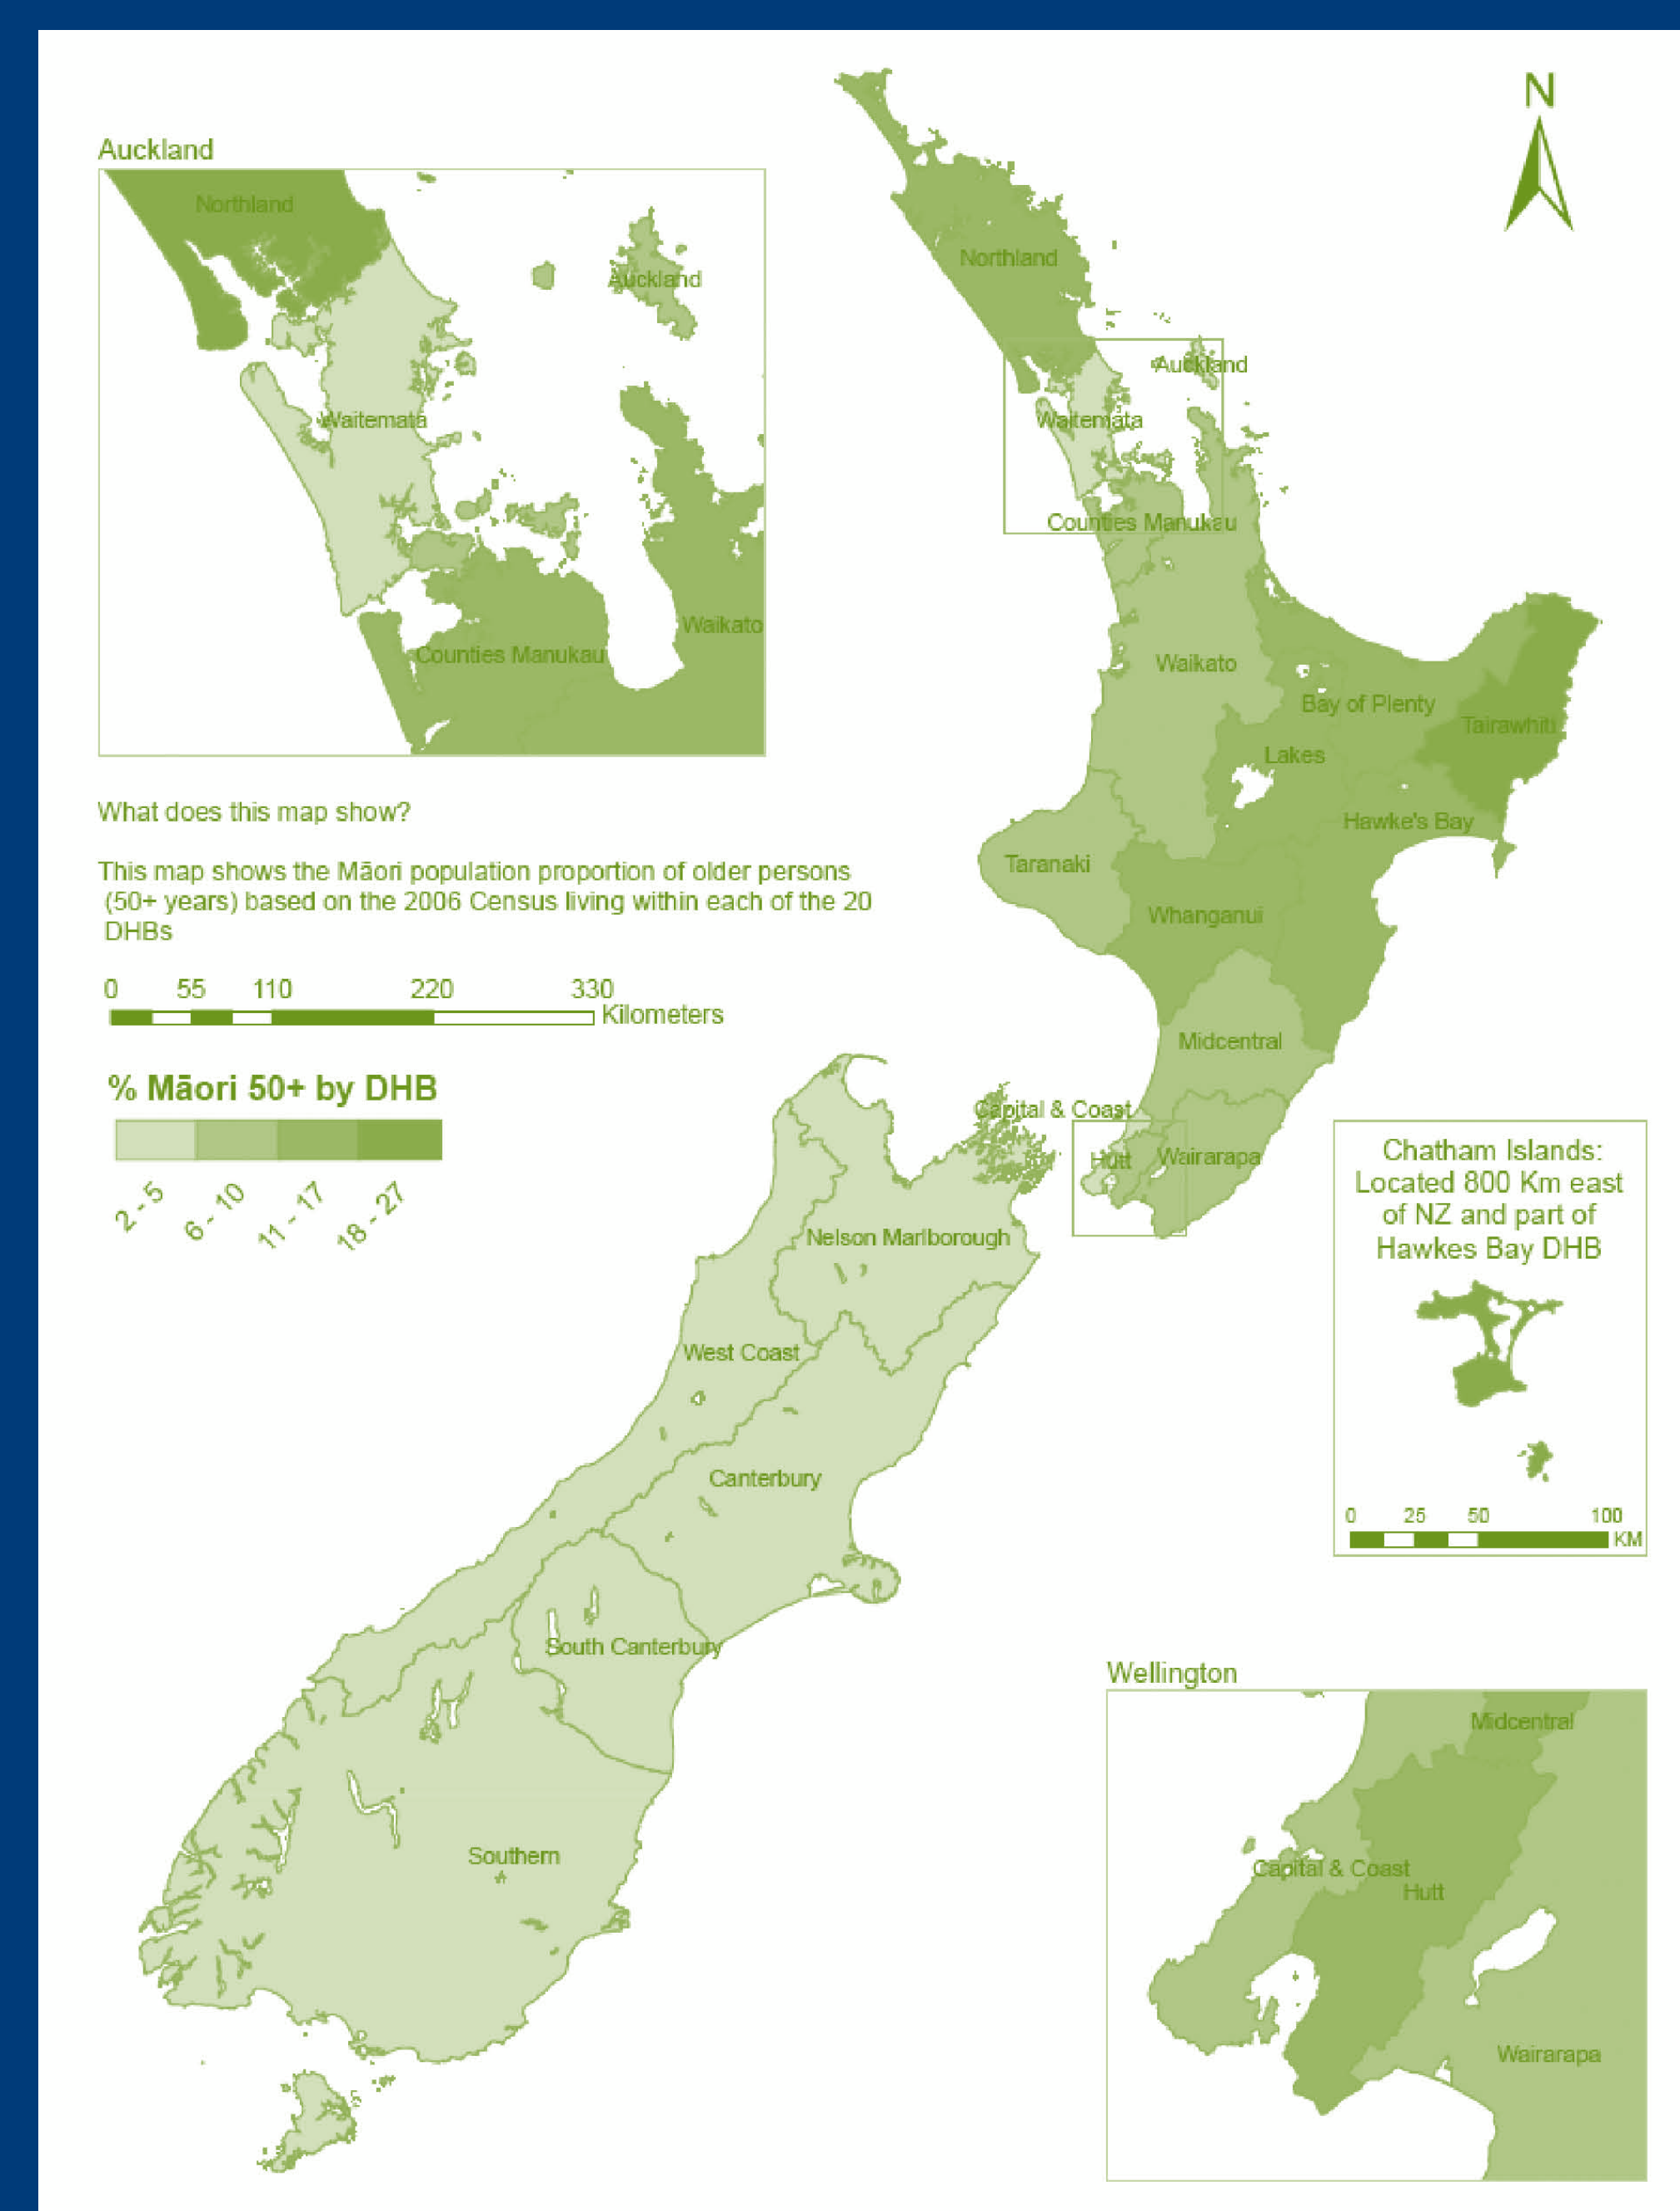 N
Auckland
Northland
Auckland
Waitemata
Waikato
Counties Manukau
Northland
Auckland
Waitemata
Counties Manukau
Waikato
Bay of Plenty
Tairawhiti
Lakes
Hawke's Bay
Taranaki
Whanganui
Midcentral
Capital & Coast
Hutt
Wairarapa
What does this map show?
This map shows the Māori population proportion of older persons
(50+ years) based on the 2006 Census living within each of the 20
DHBs
0 55 110 220 330
Kilometers
% Māori 50+ by DHB
2 - 5 6 - 10 11 - 17 18 - 27
Nelson Marlborough
West Coast
Canterbury
South Canterbury
Southern
Chatham Islands:
Located 800 Km east
of NZ and part of
Hawkes Bay DHB
0 25 50 100
KM
Wellington
Midcentral
Capital & Coast
Hutt
Wairarapa